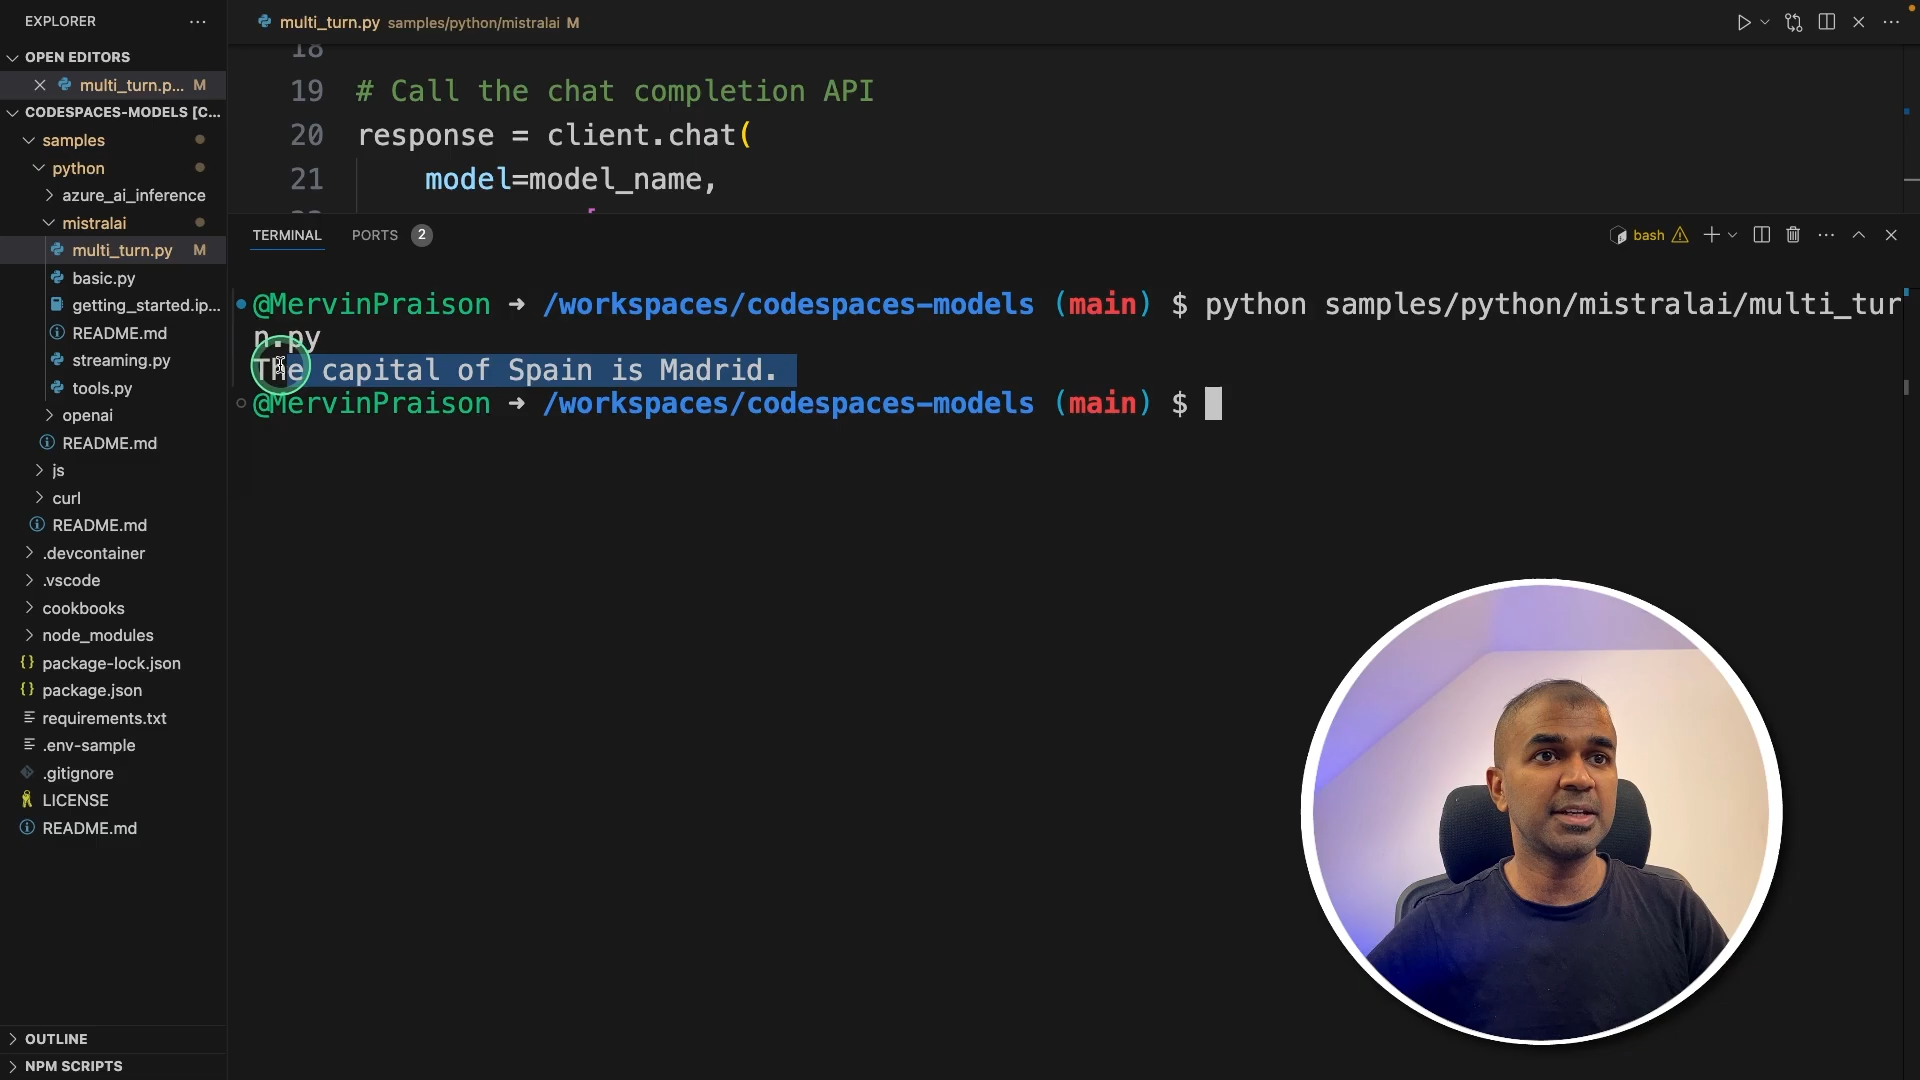 EXPLORER
OPEN EDITORS
multi_turn.p... M
CODESPACES-MODELS [C...
samples
python
azure_ai_inference
mistralai
multi_turn.py M
basic.py
getting_started.ip...
README.md
streaming.py
tools.py
openai
README.md
js
curl
README.md
.devcontainer
.vscode
cookbooks
node_modules
package-lock.json
package.json
requirements.txt
.env-sample
.gitignore
LICENSE
README.md
OUTLINE
NPM SCRIPTS
multi_turn.py samples/python/mistralai M
18
19 # Call the chat completion API
20 response = client.chat(
21 model=model_name,
TERMINAL PORTS 2 bash
@MervinPraison ➜ /workspaces/codespaces-models (main) $ python samples/python/mistralai/multi_tur
n.py
The capital of Spain is Madrid.
@MervinPraison ➜ /workspaces/codespaces-models (main) $